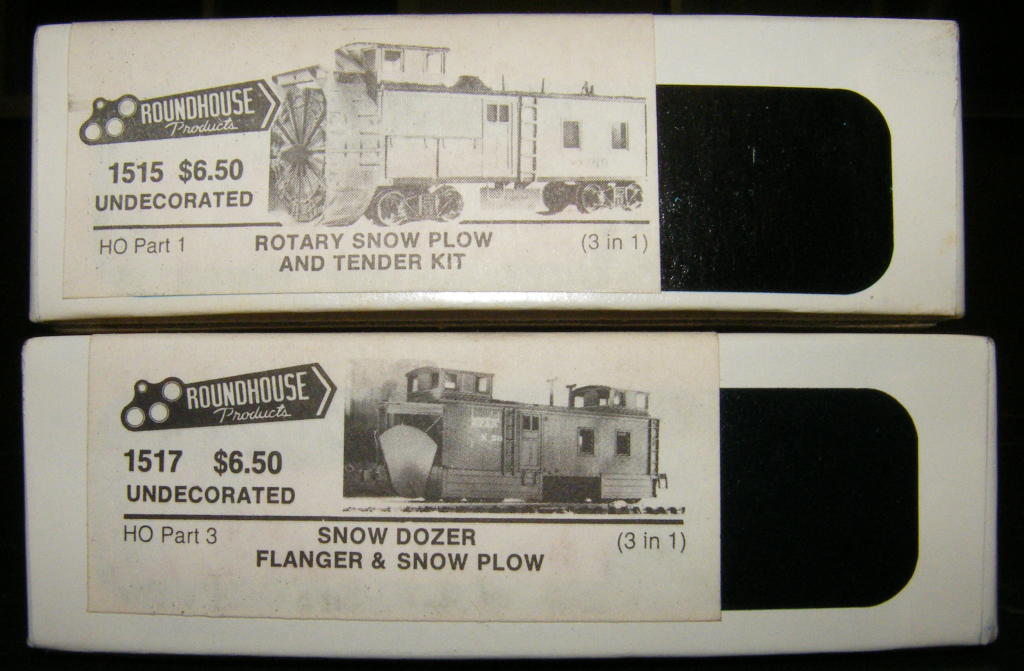 ROUNDHOUSE
Products
1515 $6.50
UNDECORATED
HO Part 1
ROTARY SNOW PLOW
AND TENDER KIT
(3 in 1)
ROUNDHOUSE
Products
1517 $6.50
UNDECORATED
HO Part 3
SNOW DOZER
FLANGER & SNOW PLOW
(3 in 1)